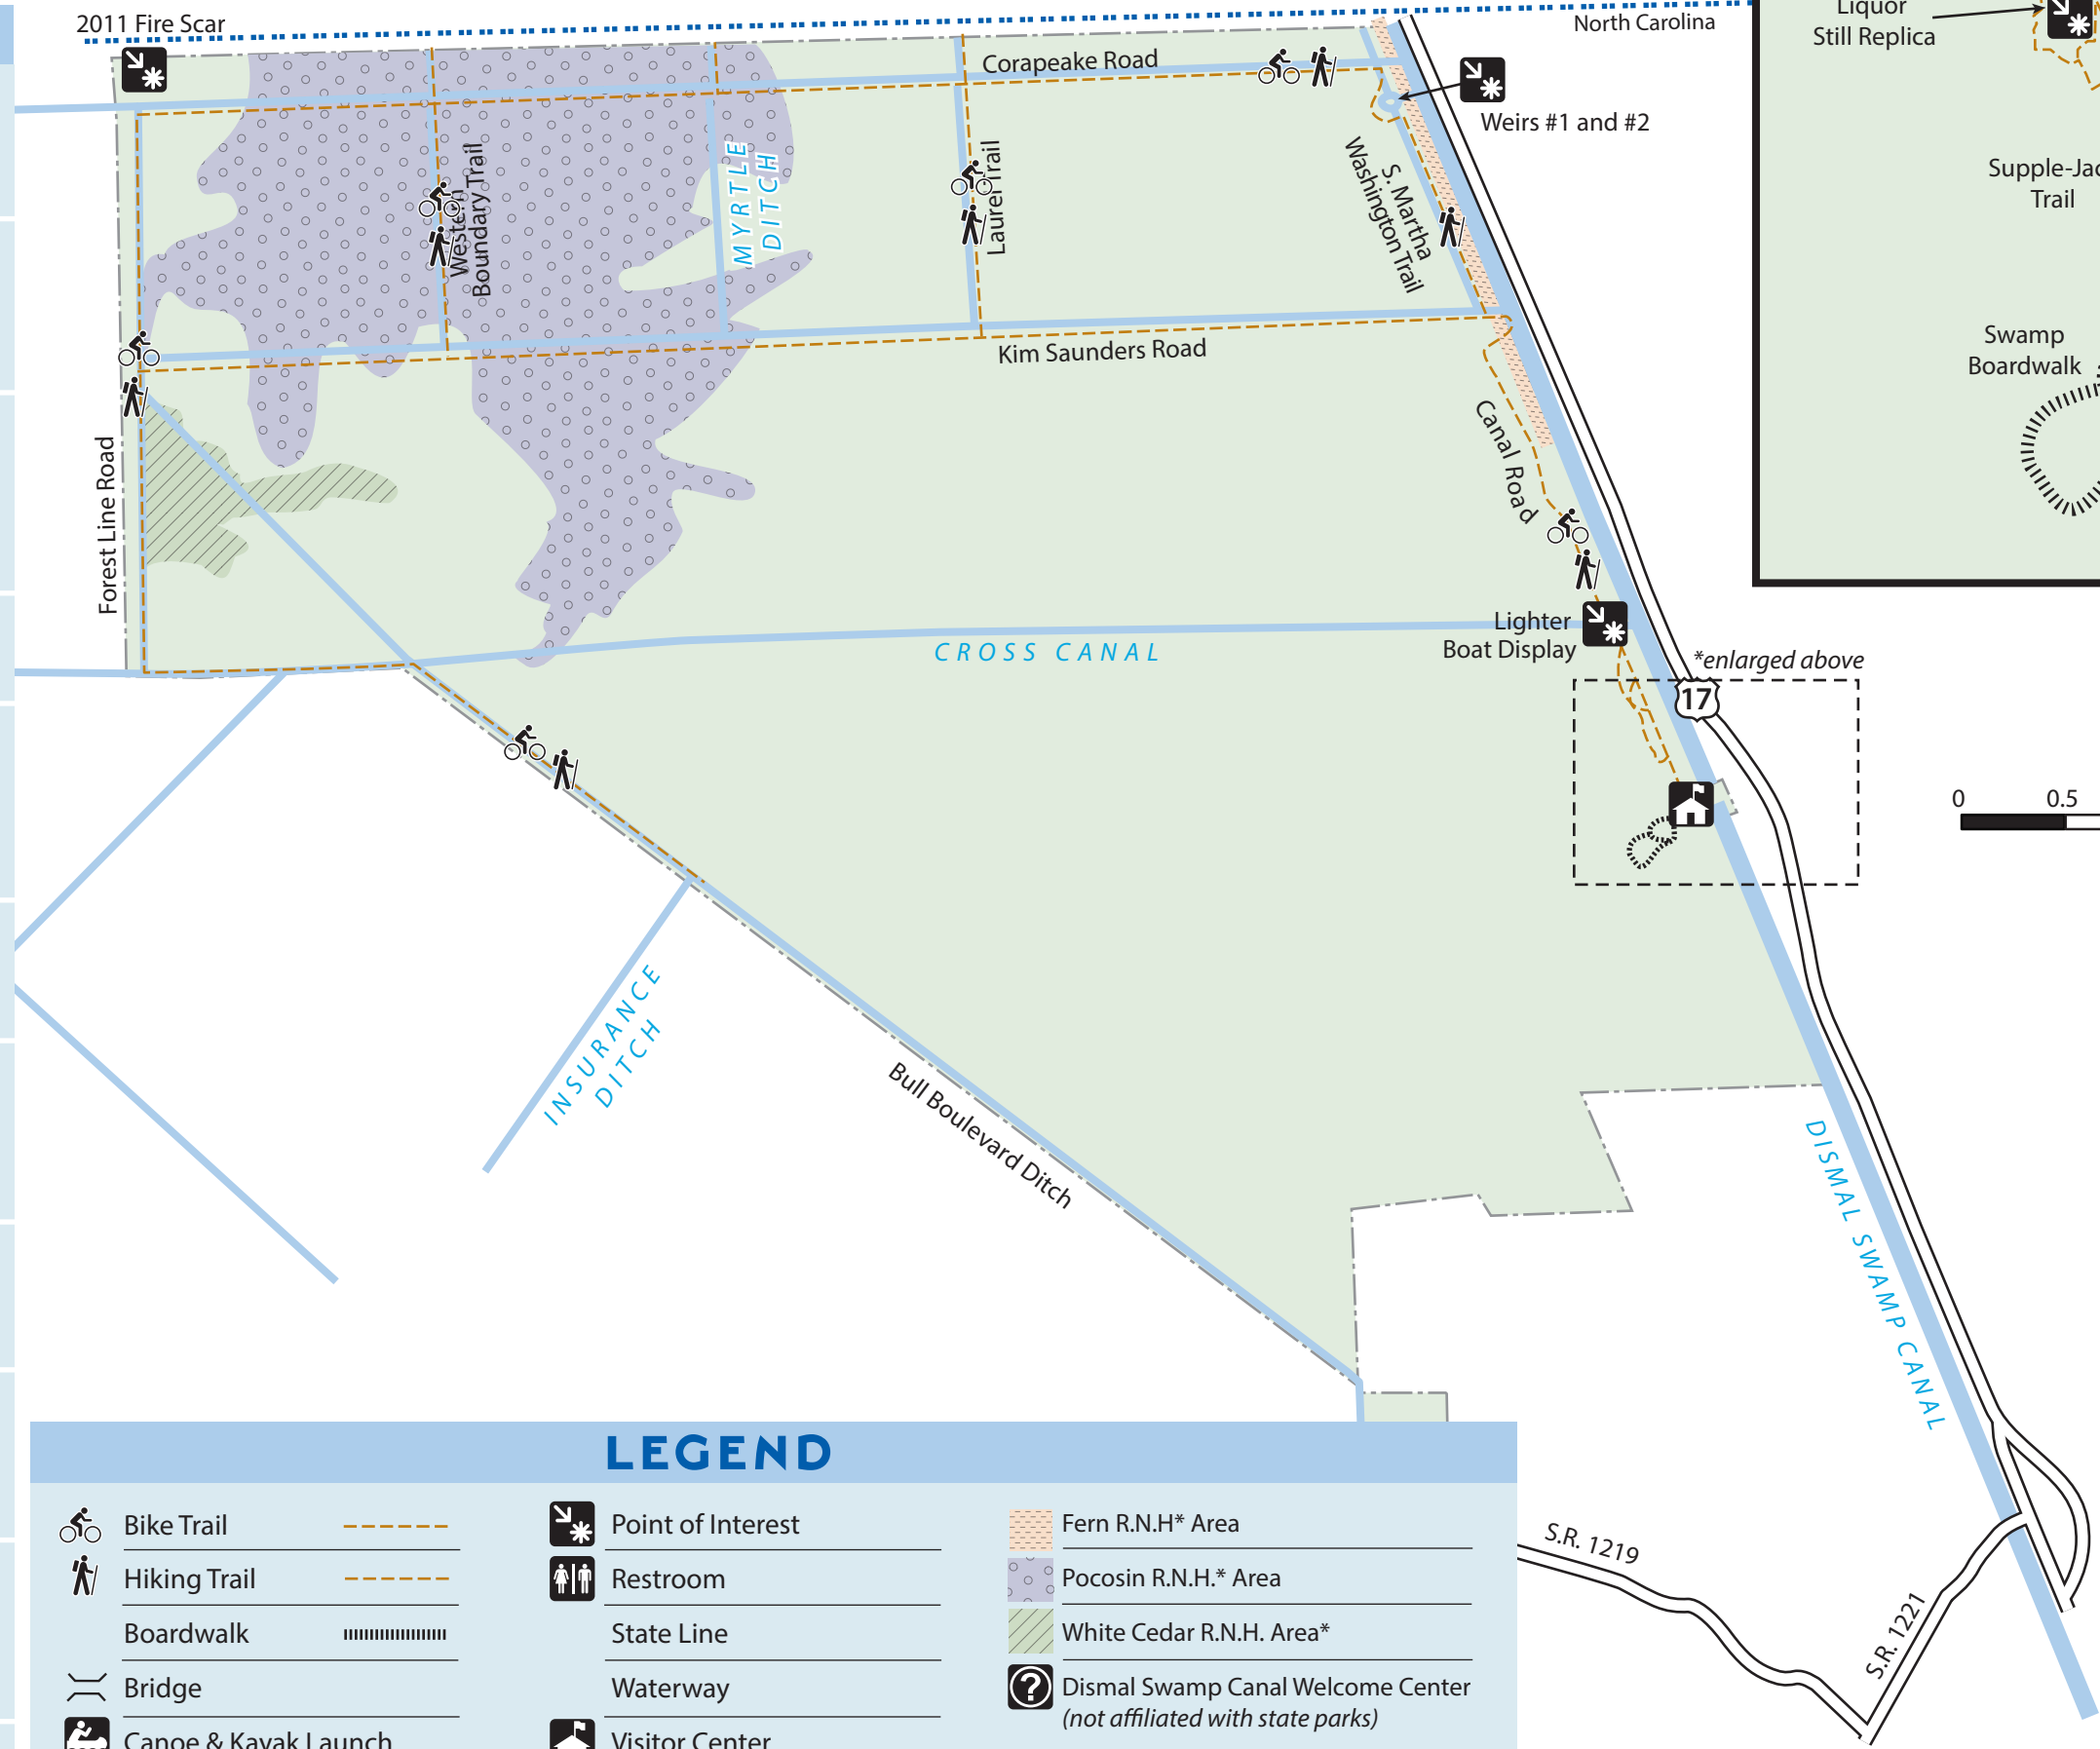 2011 Fire Scar
North Carolina
Liquor
Still Replica
Corapeake Road
Weirs #1 and #2
Western
Boundary Trail
MYRTLE
DITCH
Laurel Trail
S. Martha
Washington Trail
Supple-Jac
Trail
Swamp
Boardwalk
Kim Saunders Road
Canal Road
Forest Line Road
Lighter
Boat Display
CROSS CANAL
*enlarged above
17
0 0.5
INSURANCE
DITCH
Bull Boulevard Ditch
DISMAL SWAMP CANAL
LEGEND
Bike Trail
Hiking Trail
Boardwalk
Bridge
Canoe & Kayak Launch
Point of Interest
Restroom
State Line
Waterway
Visitor Center
Fern R.N.H* Area
Pocosin R.N.H.* Area
White Cedar R.N.H. Area*
?
Dismal Swamp Canal Welcome Center
(not affiliated with state parks)
S.R. 1219
S.R. 1221